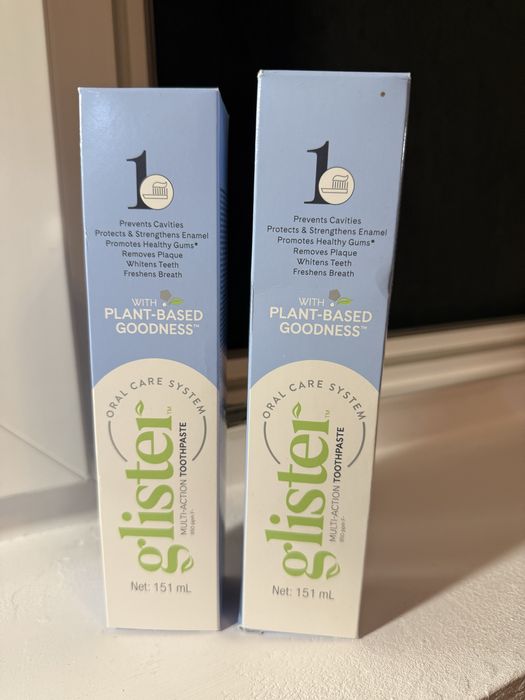 1
Prevents Cavities
Protects & Strengthens Enamel
Promotes Healthy Gums*
Removes Plaque
Whitens Teeth
Freshens Breath
WITH
PLANT-BASED
GOODNESS™
ORAL CARE SYSTEM
glister™
MULTI-ACTION TOOTHPASTE
Net: 151 mL
1
Prevents Cavities
Protects & Strengthens Enamel
Promotes Healthy Gums*
Removes Plaque
Whitens Teeth
Freshens Breath
WITH
PLANT-BASED
GOODNESS™
ORAL CARE SYSTEM
glister™
MULTI-ACTION TOOTHPASTE
Net: 151 mL